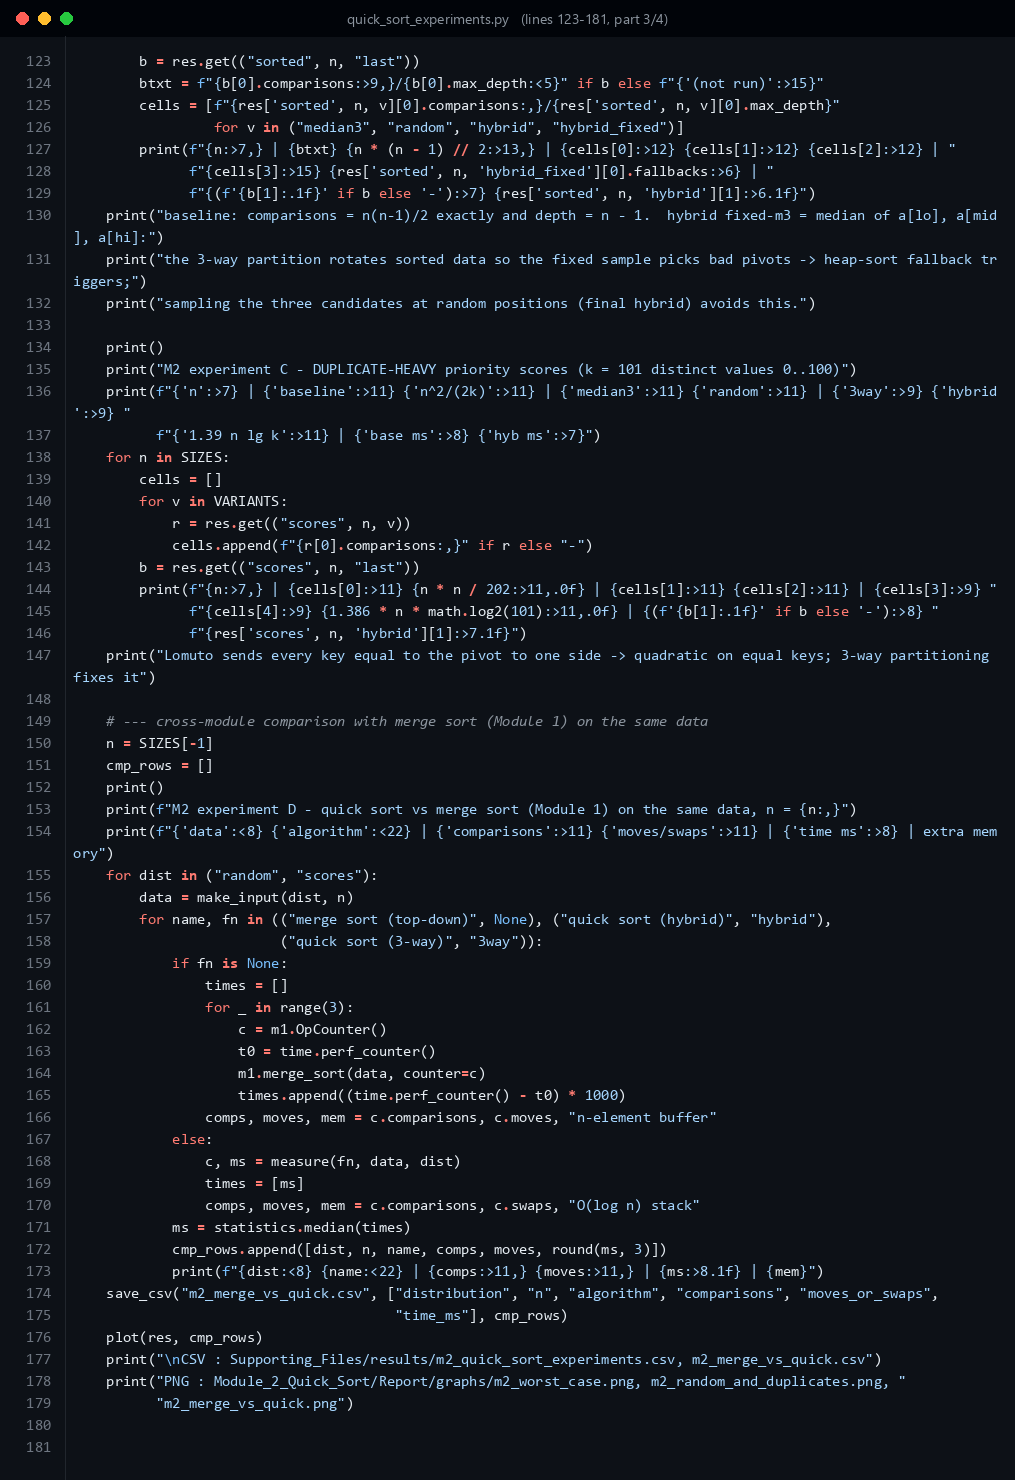 quick_sort_experiments.py (lines 123-181, part 3/4)
123         b = res.get(("sorted", n, "last"))
124         btxt = f"{b[0].comparisons:>9,}/{b[0].max_depth:<5}" if b else f"{'(not run)':>15}"
125         cells = [f"{res['sorted', n, v][0].comparisons:,}/{res['sorted', n, v][0].max_depth}"
126                  for v in ("median3", "random", "hybrid", "hybrid_fixed")]
127         print(f"{n:>7,} | {btxt} {n * (n - 1) // 2:>13,} | {cells[0]:>12} {cells[1]:>12} {cells[2]:>12} | "
128               f"{cells[3]:>15} {res['sorted', n, 'hybrid_fixed'][0].fallbacks:>6} | "
129               f"{(f'{b[1]:.1f}' if b else '-'):>7} {res['sorted', n, 'hybrid'][1]:>6.1f}")
130     print("baseline: comparisons = n(n-1)/2 exactly and depth = n - 1.  hybrid fixed-m3 = median of a[lo], a[mid
], a[hi]:")
131     print("the 3-way partition rotates sorted data so the fixed sample picks bad pivots -> heap-sort fallback tr
iggers;")
132     print("sampling the three candidates at random positions (final hybrid) avoids this.")
133
134     print()
135     print("M2 experiment C - DUPLICATE-HEAVY priority scores (k = 101 distinct values 0..100)")
136     print(f"{'n':>7} | {'baseline':>11} {'n^2/(2k)':>11} | {'median3':>11} {'random':>11} | {'3way':>9} {'hybrid
':>9} "
137           f"{'1.39 n lg k':>11} | {'base ms':>8} {'hyb ms':>7}")
138     for n in SIZES:
139         cells = []
140         for v in VARIANTS:
141             r = res.get(("scores", n, v))
142             cells.append(f"{r[0].comparisons:,}" if r else "-")
143         b = res.get(("scores", n, "last"))
144         print(f"{n:>7,} | {cells[0]:>11} {n * n / 202:>11,.0f} | {cells[1]:>11} {cells[2]:>11} | {cells[3]:>9} "
145               f"{cells[4]:>9} {1.386 * n * math.log2(101):>11,.0f} | {(f'{b[1]:.1f}' if b else '-'):>8} "
146               f"{res['scores', n, 'hybrid'][1]:>7.1f}")
147     print("Lomuto sends every key equal to the pivot to one side -> quadratic on equal keys; 3-way partitioning 
fixes it")
148
149     # --- cross-module comparison with merge sort (Module 1) on the same data
150     n = SIZES[-1]
151     cmp_rows = []
152     print()
153     print(f"M2 experiment D - quick sort vs merge sort (Module 1) on the same data, n = {n:,}")
154     print(f"{'data':<8} {'algorithm':<22} | {'comparisons':>11} {'moves/swaps':>11} | {'time ms':>8} | extra mem
ory")
155     for dist in ("random", "scores"):
156         data = make_input(dist, n)
157         for name, fn in (("merge sort (top-down)", None), ("quick sort (hybrid)", "hybrid"),
158                          ("quick sort (3-way)", "3way")):
159             if fn is None:
160                 times = []
161                 for _ in range(3):
162                     c = m1.OpCounter()
163                     t0 = time.perf_counter()
164                     m1.merge_sort(data, counter=c)
165                     times.append((time.perf_counter() - t0) * 1000)
166                 comps, moves, mem = c.comparisons, c.moves, "n-element buffer"
167             else:
168                 c, ms = measure(fn, data, dist)
169                 times = [ms]
170                 comps, moves, mem = c.comparisons, c.swaps, "O(log n) stack"
171             ms = statistics.median(times)
172             cmp_rows.append([dist, n, name, comps, moves, round(ms, 3)])
173             print(f"{dist:<8} {name:<22} | {comps:>11,} {moves:>11,} | {ms:>8.1f} | {mem}")
174     save_csv("m2_merge_vs_quick.csv", ["distribution", "n", "algorithm", "comparisons", "moves_or_swaps",
175                                        "time_ms"], cmp_rows)
176     plot(res, cmp_rows)
177     print("\nCSV : Supporting_Files/results/m2_quick_sort_experiments.csv, m2_merge_vs_quick.csv")
178     print("PNG : Module_2_Quick_Sort/Report/graphs/m2_worst_case.png, m2_random_and_duplicates.png, "
179           "m2_merge_vs_quick.png")
180
181